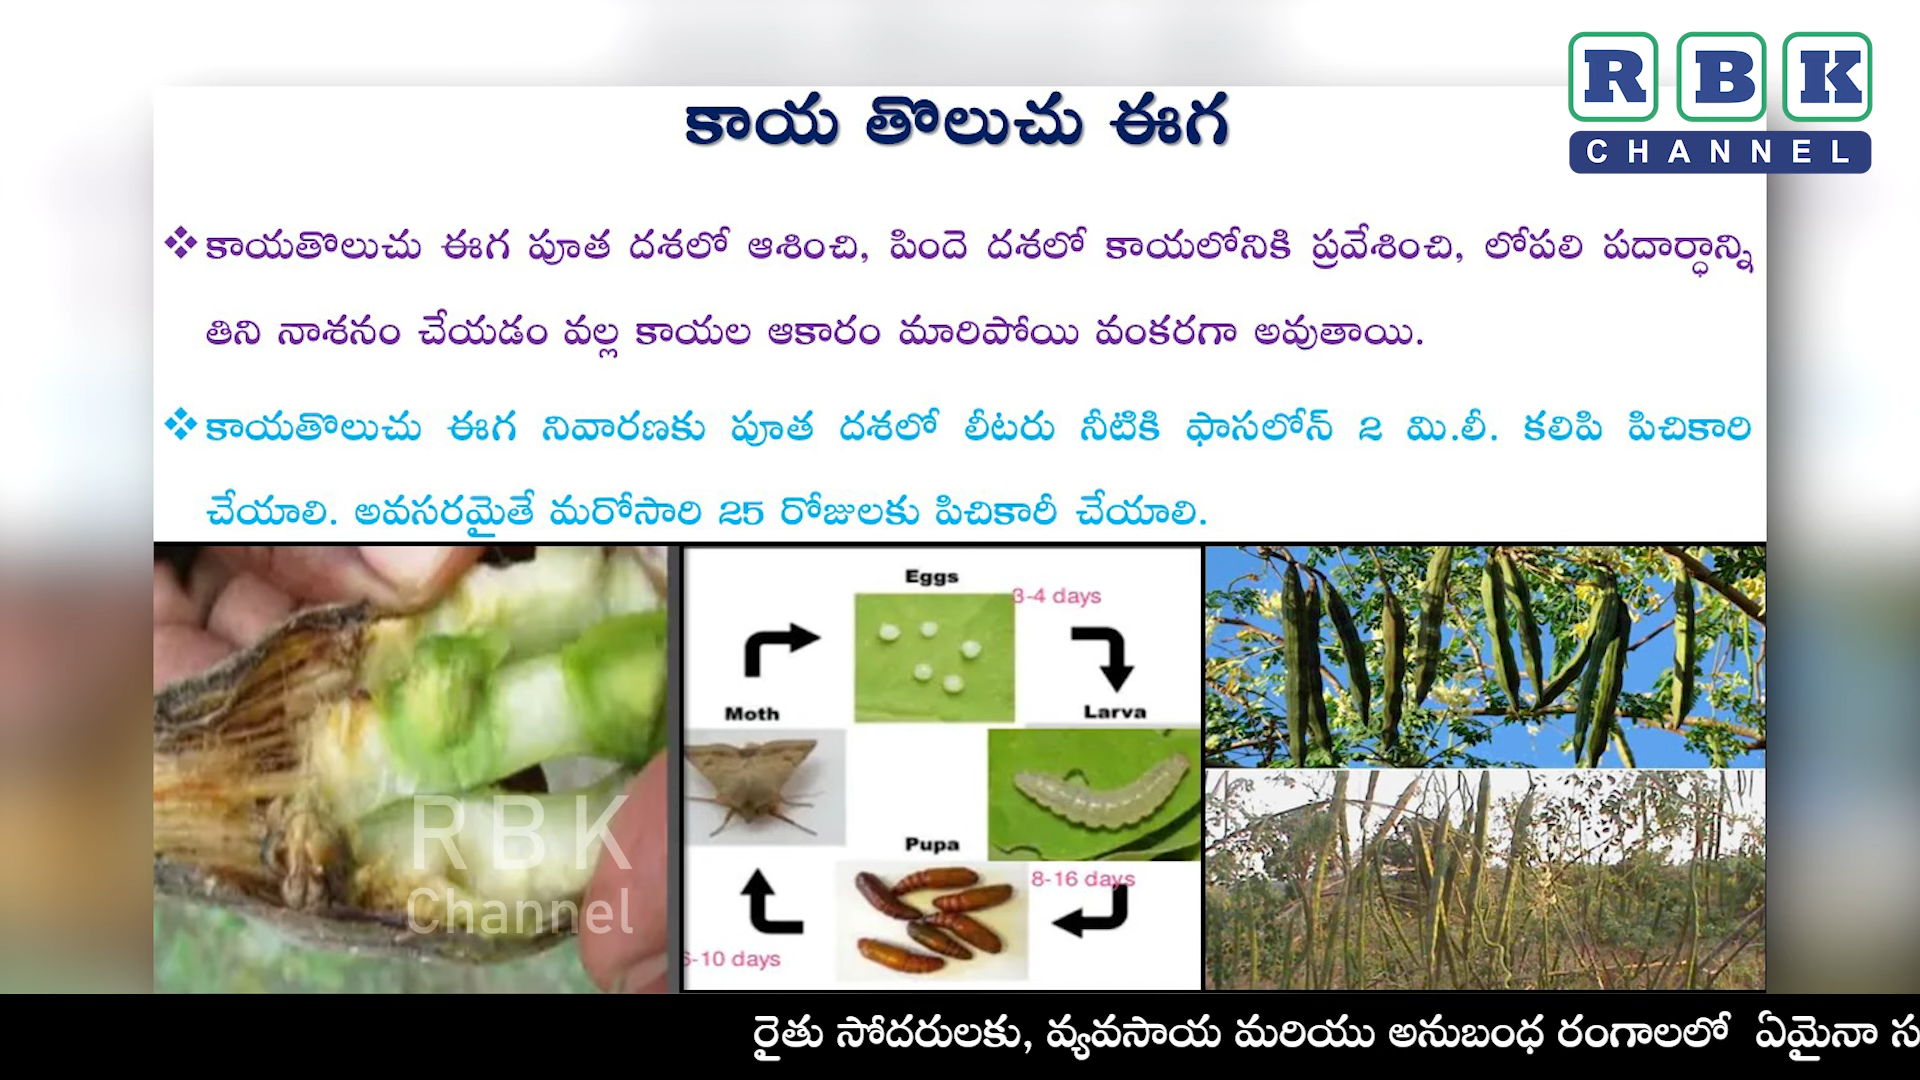 R B K
CHANNEL
కాయ తొలుచు ఈగ
❖కాయతొలుచు ఈగ పూత దశలో ఆశించి, పిందె దశలో కాయలోనికి ప్రవేశించి, లోపలి పదార్ధాన్ని
తిని నాశనం చేయడం వల్ల కాయల ఆకారం మారిపోయి వంకరగా అవుతాయి.
❖కాయతొలుచు ఈగ నివారణకు పూత దశలో లీటరు నీటికి ఫాసలోన్ 2 మి.లీ. కలిపి పిచికారి
చేయాలి. అవసరమైతే మరోసారి 25 రోజులకు పిచికారీ చేయాలి.
Eggs
3-4 days
Moth
Larva
Pupa
8-16 days
6-10 days
RBK
Channel
రైతు సోదరులకు, వ్యవసాయ మరియు అనుబంధ రంగాలలో ఏమైనా స